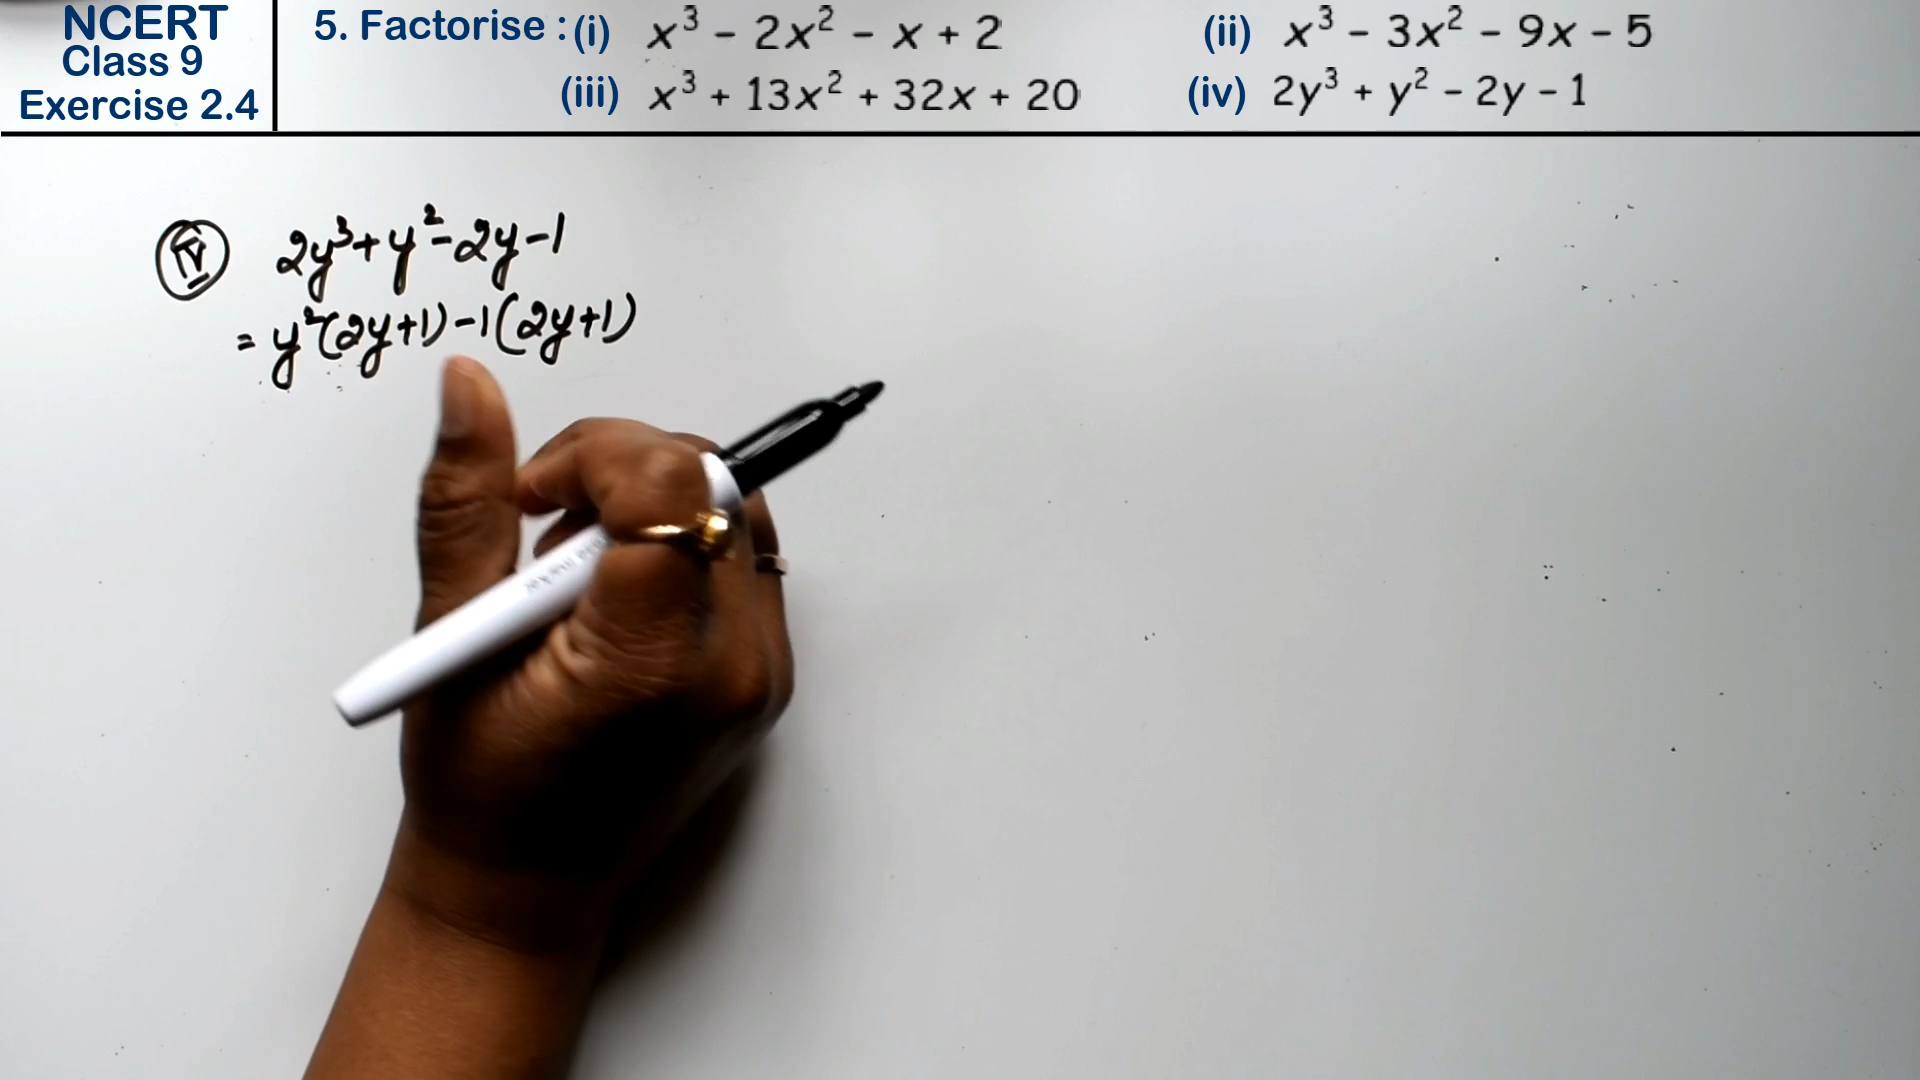 NCERT
Class 9
Exercise 2.4
5. Factorise : (i) x³ - 2x² - x + 2 (ii) x³ - 3x² - 9x - 5
(iii) x³ + 13x² + 32x + 20 (iv) 2y³ + y² - 2y - 1
(IV) 2y³+y²-2y-1
= y²(2y+1)-1(2y+1)